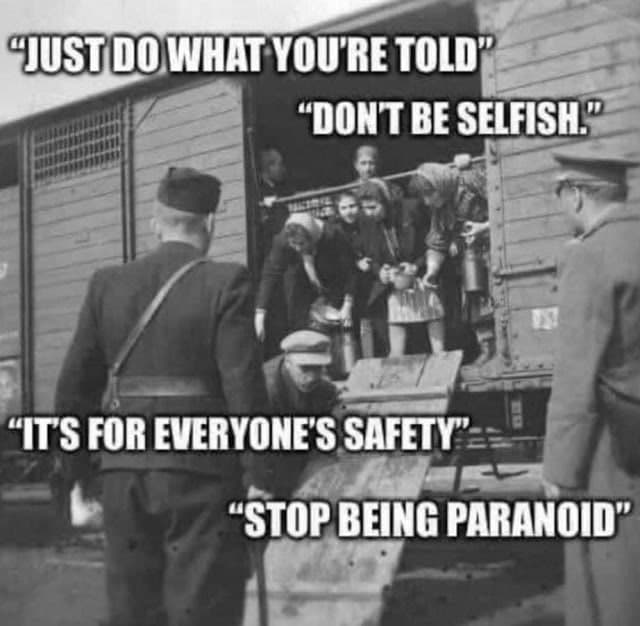 “JUST DO WHAT YOU'RE TOLD”
“DON'T BE SELFISH.”
“IT'S FOR EVERYONE'S SAFETY”
“STOP BEING PARANOID”